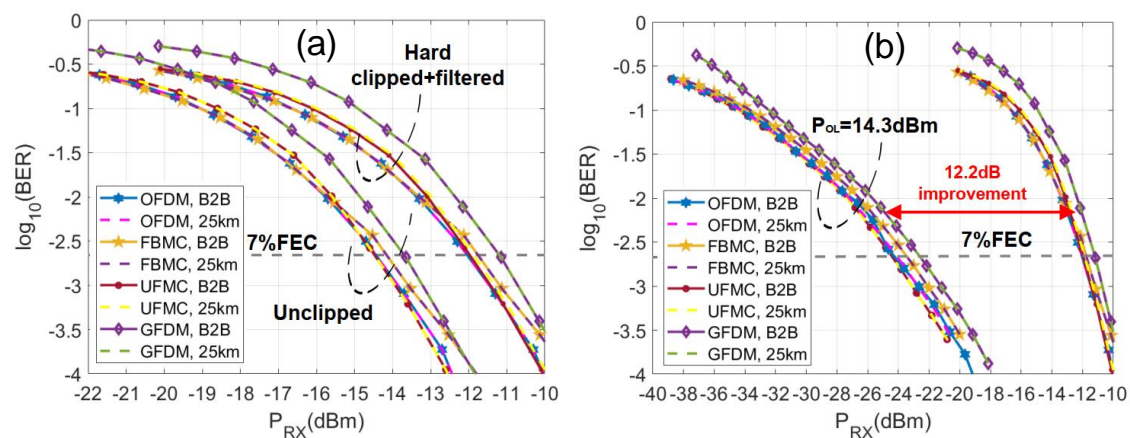 (a)
Hard
clipped+filtered
Unclipped
7%FEC
OFDM, B2B
OFDM, 25km
FBMC, B2B
FBMC, 25km
UFMC, B2B
UFMC, 25km
GFDM, B2B
GFDM, 25km
log10(BER)
0
-0.5
-1
-1.5
-2
-2.5
-3
-3.5
-4
-22 -21 -20 -19 -18 -17 -16 -15 -14 -13 -12 -11 -10
PRX(dBm)
(b)
POL=14.3dBm
12.2dB
improvement
7%FEC
OFDM, B2B
OFDM, 25km
FBMC, B2B
FBMC, 25km
UFMC, B2B
UFMC, 25km
GFDM, B2B
GFDM, 25km
log10(BER)
0
-0.5
-1
-1.5
-2
-2.5
-3
-3.5
-4
-40 -38 -36 -34 -32 -30 -28 -26 -24 -22 -20 -18 -16 -14 -12 -10
PRX(dBm)